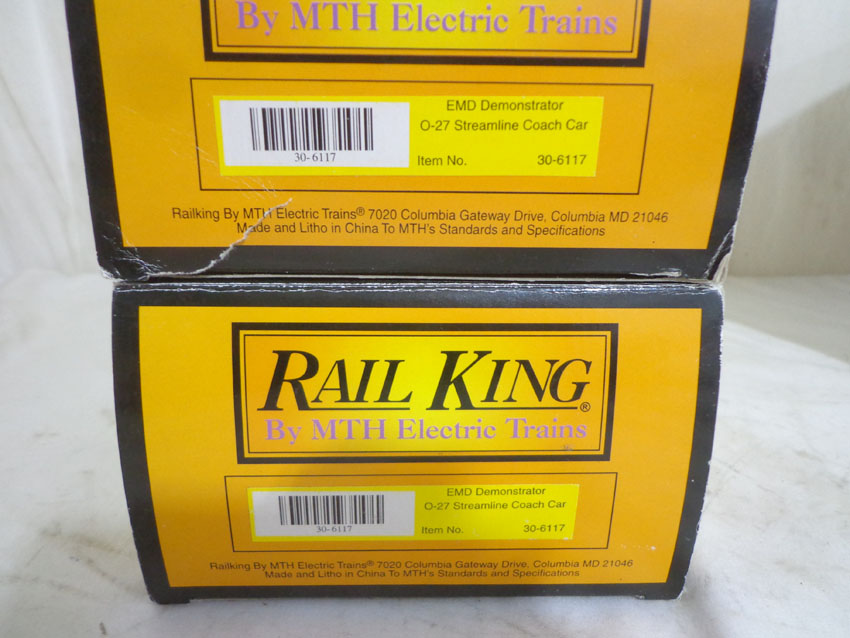 By MTH Electric Trains
EMD Demonstrator
O-27 Streamline Coach Car
30-6117
Item No. 30-6117
Railking By MTH Electric Trains® 7020 Columbia Gateway Drive, Columbia MD 21046
Made and Litho in China To MTH's Standards and Specifications
RAIL KING®
By MTH Electric Trains
EMD Demonstrator
O-27 Streamline Coach Car
30-6117
Item No. 30-6117
Railking By MTH Electric Trains® 7020 Columbia Gateway Drive, Columbia MD 21046
Made and Litho in China To MTH's Standards and Specifications